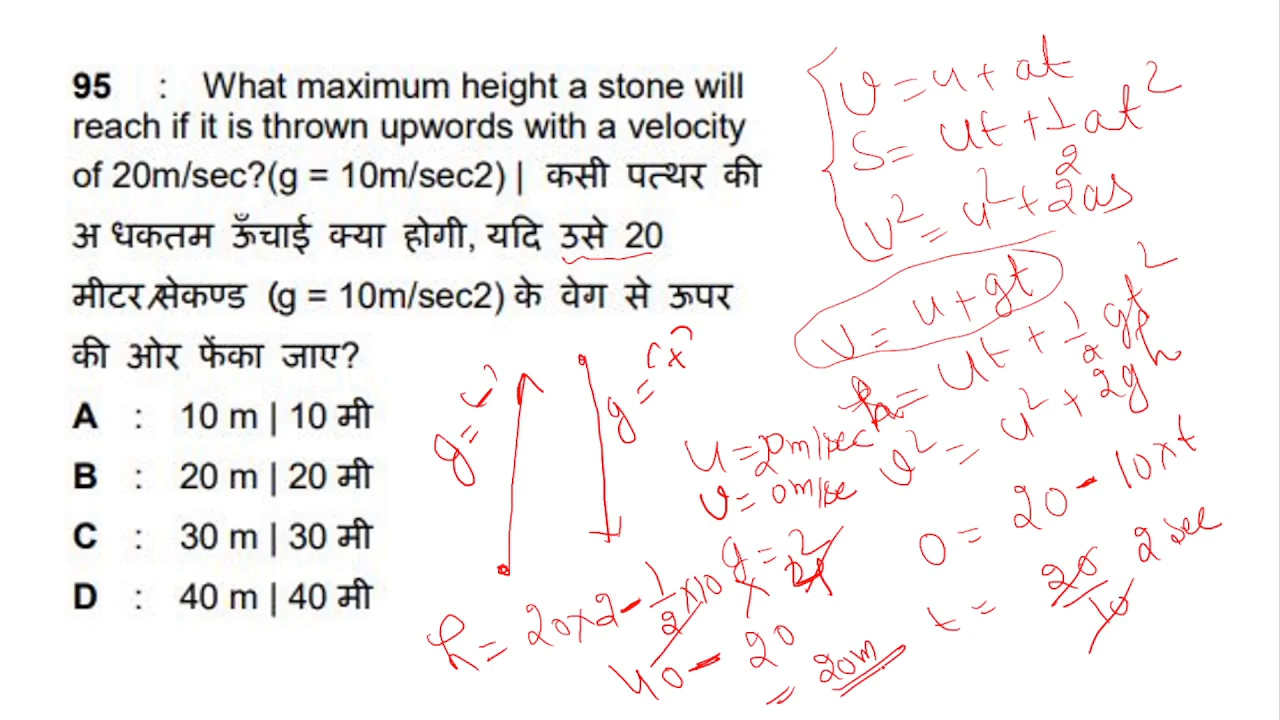 95 : What maximum height a stone will
reach if it is thrown upwords with a velocity
of 20m/sec?(g = 10m/sec2) | कसी पत्थर की
अ धकतम ऊँचाई क्या होगी, यदि उसे 20
मीटर/सेकण्ड (g = 10m/sec2) के वेग से ऊपर
की ओर फेंका जाए?
A : 10 m | 10 मी
B : 20 m | 20 मी
C : 30 m | 30 मी
D : 40 m | 40 मी
v = u + at
S = ut + 1/2 at²
v² = u² + 2as
v = u + gt
h = ut + 1/2 gt²
v² = u² + 2gh
g =
g =
u = 20m/sec
v = 0m/se
0 = 20 - 10×t
t = 20/10 2 sec
h = 20×2 - 1/2 ×10 ×
40 - 20
= 20m